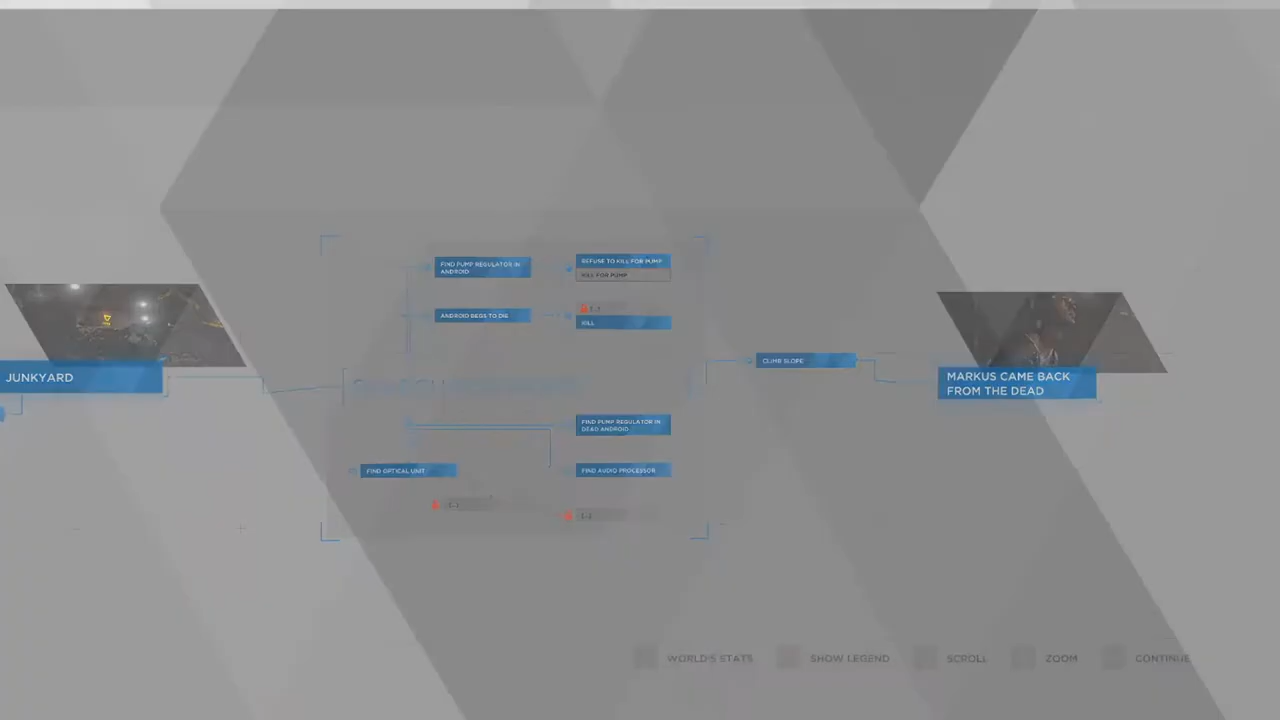 FIND PUMP REGULATOR IN
ANDROID
REFUSE TO KILL FOR PUMP
KILL FOR PUMP
ANDROID BEGS TO DIE
(...)
KILL
JUNKYARD
CLIMB SLOPE
MARKUS CAME BACK
FROM THE DEAD
FIND PUMP REGULATOR IN
DEAD ANDROID
FIND OPTICAL UNIT
FIND AUDIO PROCESSOR
(...)
(...)
WORLD'S STATS
SHOW LEGEND
SCROLL
ZOOM
CONTINUE